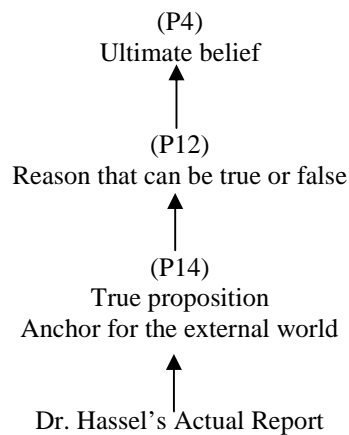 (P4)
Ultimate belief
(P12)
Reason that can be true or false
(P14)
True proposition
Anchor for the external world
Dr. Hassel's Actual Report